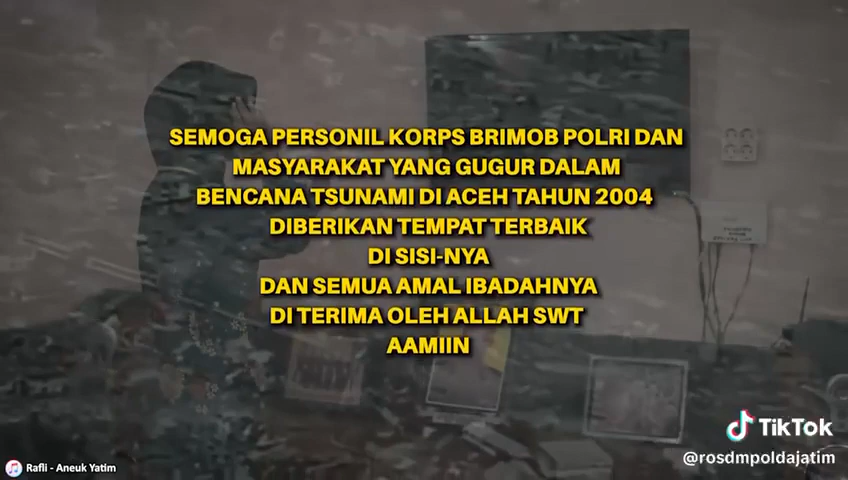 SEMOGA PERSONIL KORPS BRIMOB POLRI DAN
MASYARAKAT YANG GUGUR DALAM
BENCANA TSUNAMI DI ACEH TAHUN 2004
DIBERIKAN TEMPAT TERBAIK
DI SISI-NYA
DAN SEMUA AMAL IBADAHNYA
DI TERIMA OLEH ALLAH SWT
AAMIIN
TikTok
@rosdmpoldajatim
Rafli - Aneuk Yatim